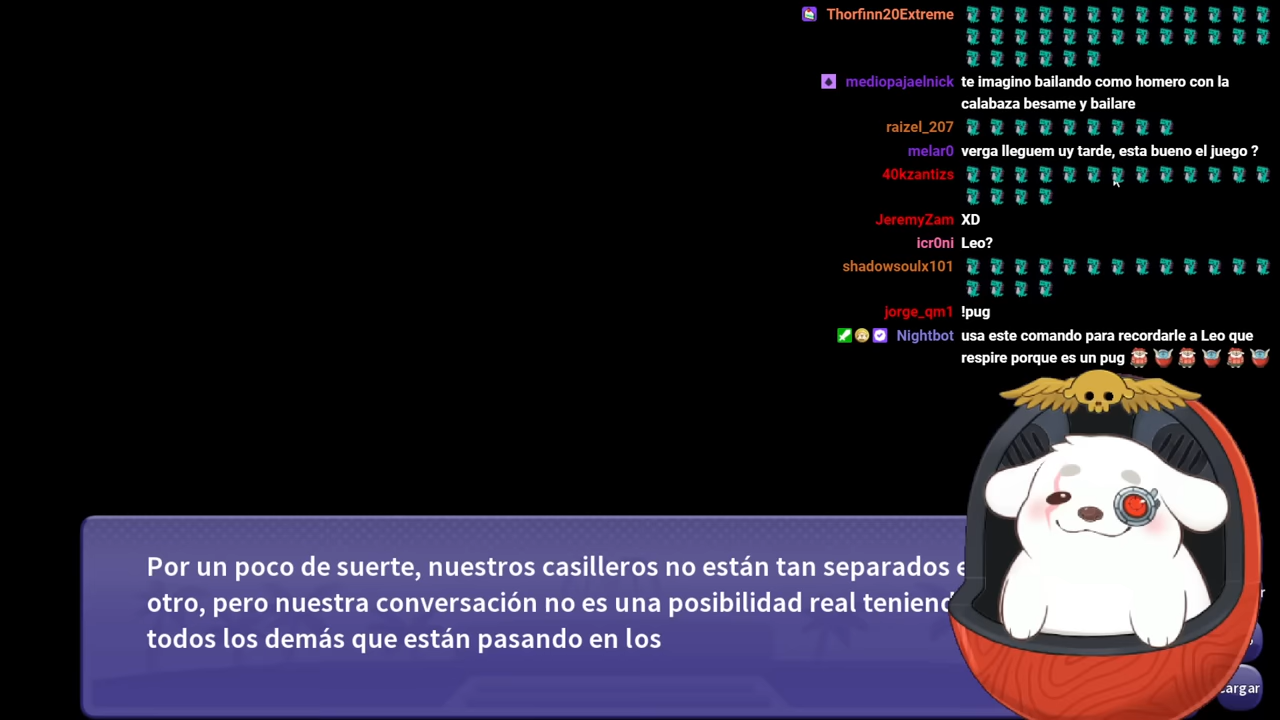 Thorfinn20Extreme
mediopajaelnick te imagino bailando como homero con la
calabaza besame y bailare
raizel_207
melar0 verga lleguem uy tarde, esta bueno el juego ?
40kzantizs
JeremyZam XD
icr0ni Leo?
shadowsoulx101
jorge_qm1 !pug
Nightbot usa este comando para recordarle a Leo que
respire porque es un pug
Por un poco de suerte, nuestros casilleros no están tan separados
otro, pero nuestra conversación no es una posibilidad real
todos los demás que están pasando en los